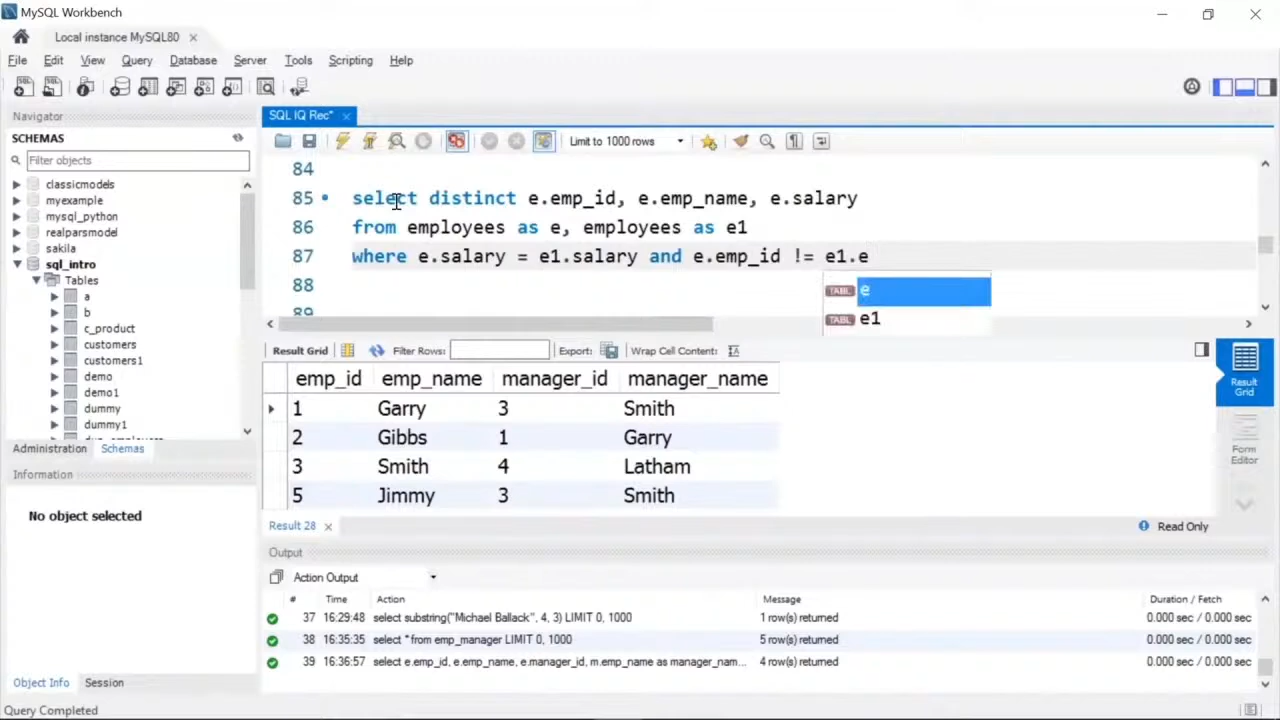 MySQL Workbench
Local instance MySQL80
File Edit View Query Database Server Tools Scripting Help
Navigator
SCHEMAS
Filter objects
classicmodels
myexample
mysql_python
realparsmodel
sakila
sql_intro
Tables
a
b
c_product
customers
customers1
demo
demo1
dummy
dummy1
Administration Schemas
Information
No object selected
Object Info Session
Query Completed
SQL IQ Rec*
Limit to 1000 rows
84
85 select distinct e.emp_id, e.emp_name, e.salary
86 from employees as e, employees as e1
87 where e.salary = e1.salary and e.emp_id != e1.e
88
89
TABL e
TABL e1
Result Grid Filter Rows: Export: Wrap Cell Content:
emp_id emp_name manager_id manager_name
1 Garry 3 Smith
2 Gibbs 1 Garry
3 Smith 4 Latham
5 Jimmy 3 Smith
Result Grid
Form Editor
Result 28
Read Only
Output
Action Output
# Time Action Message Duration / Fetch
37 16:29:48 select substring("Michael Ballack", 4, 3) LIMIT 0, 1000 1 row(s) returned 0.000 sec / 0.000 sec
38 16:35:35 select * from emp_manager LIMIT 0, 1000 5 row(s) returned 0.000 sec / 0.000 sec
39 16:36:57 select e.emp_id, e.emp_name, e.manager_id, m.emp_name as manager_nam... 4 row(s) returned 0.000 sec / 0.000 sec